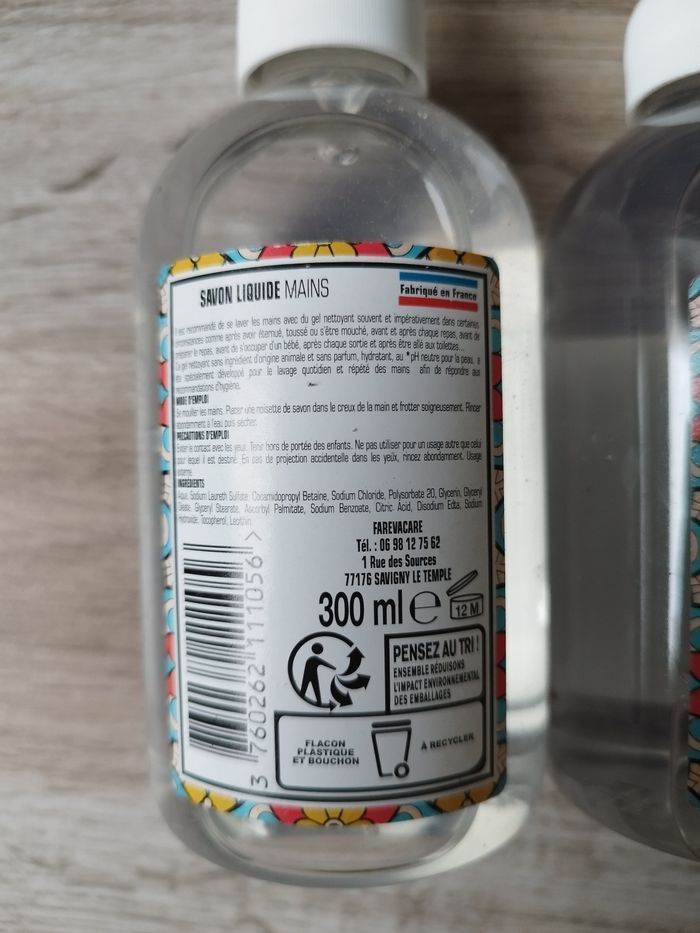 SAVON LIQUIDE MAINS
Fabriqué en France
Il est recommandé de se laver les mains avec du gel nettoyant souvent et impérativement dans certaines
circonstances comme après avoir éternué, toussé ou s'être mouché, avant et après chaque repas, avant de
préparer le repas, avant de s'occuper d'un bébé, après chaque sortie et après être allé aux toilettes...
Ce gel nettoyant sans ingrédient d'origine animale et sans parfum, hydratant, au *pH neutre pour la peau, a
été spécialement développé pour le lavage quotidien et répété des mains afin de répondre aux
recommandations d'hygiène.
MODE D'EMPLOI
Se mouiller les mains. Placer une noisette de savon dans le creux de la main et frotter soigneusement. Rincer
abondamment à l'eau puis sécher.
PRÉCAUTIONS D'EMPLOI
Eviter le contact avec les yeux. Tenir hors de portée des enfants. Ne pas utiliser pour un usage autre que celui
pour lequel il est destiné. En cas de projection accidentelle dans les yeux, rincez abondamment. Usage
externe.
INGRÉDIENTS
Aqua, Sodium Laureth Sulfate, Cocamidopropyl Betaine, Sodium Chloride, Polysorbate 20, Glycerin, Glyceryl
Oleate, Glyceryl Stearate, Ascorbyl Palmitate, Sodium Benzoate, Citric Acid, Disodium Edta, Sodium
Hydroxide, Tocopherol, Lecithin.
FAREVACARE
Tél. : 06 98 12 75 62
1 Rue des Sources
77176 SAVIGNY LE TEMPLE
300 ml e
12 M
3 760262 111056 >
PENSEZ AU TRI !
ENSEMBLE RÉDUISONS
L'IMPACT ENVIRONNEMENTAL
DES EMBALLAGES
FLACON
PLASTIQUE
ET BOUCHON
À RECYCLER